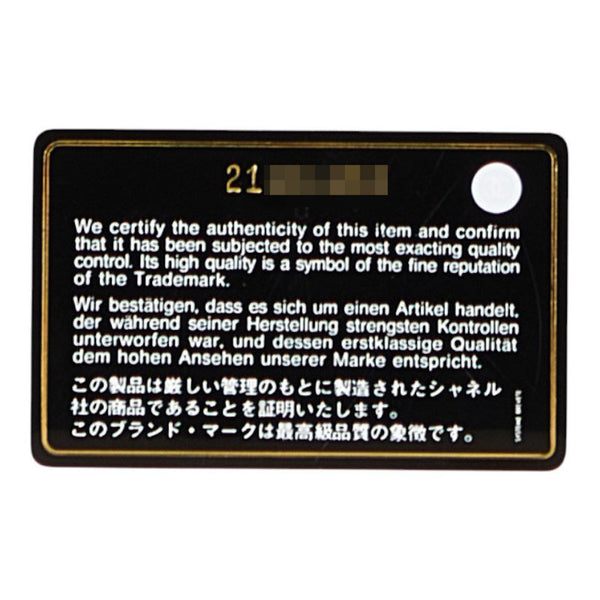 21
We certify the authenticity of this item and confirm
that it has been subjected to the most exacting quality
control. Its high quality is a symbol of the fine reputation
of the Trademark.
Wir bestätigen, dass es sich um einen Artikel handelt,
der während seiner Herstellung strengsten Kontrollen
unterworfen war, und dessen erstklassige Qualität
dem hohen Ansehen unserer Marke entspricht.
この製品は厳しい管理のもとに製造されたシャネル
社の商品であることを証明いたします。
このブランド・マークは最高級品質の象徴です。